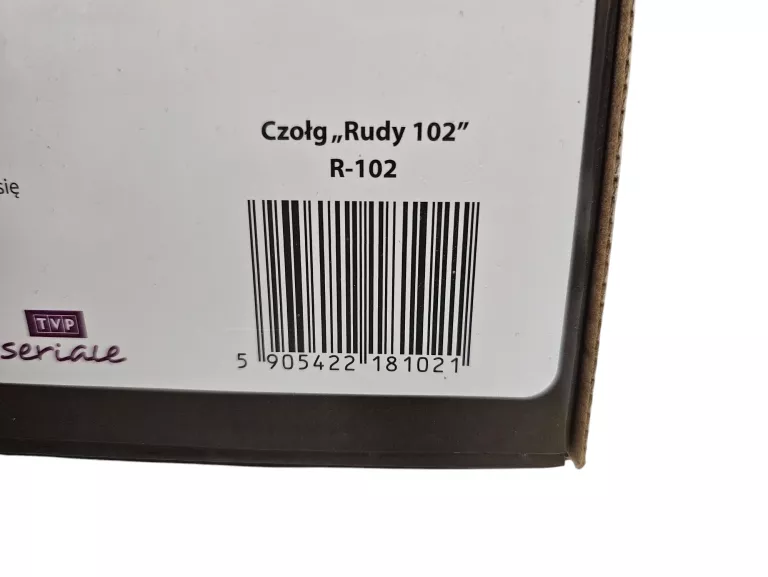 Czołg „Rudy 102”
R-102
się
TVP
seriale
5 905422 181021